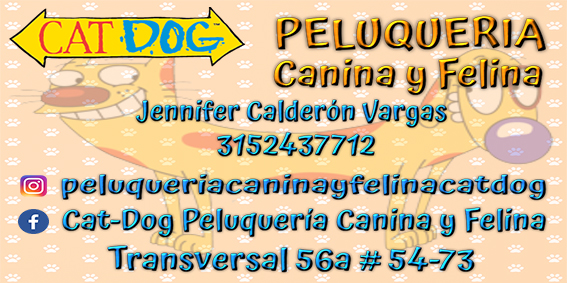 CAT DOG
PELUQUERIA
Canina y Felina
Jennifer Calderón Vargas
3152437712
peluqueriacaninayfelinacatdog
Cat-Dog Peluquería Canina y Felina
Transversal 56a # 54-73